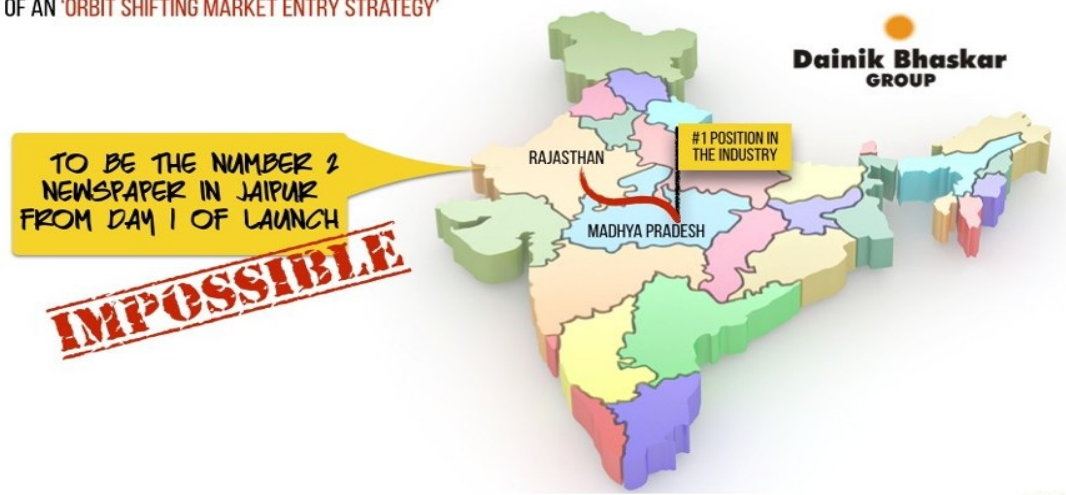 OF AN 'ORBIT SHIFTING MARKET ENTRY STRATEGY'
Dainik Bhaskar
GROUP
TO BE THE NUMBER 2
NEWSPAPER IN JAIPUR
FROM DAY 1 OF LAUNCH
IMPOSSIBLE
#1 POSITION IN
THE INDUSTRY
RAJASTHAN
MADHYA PRADESH